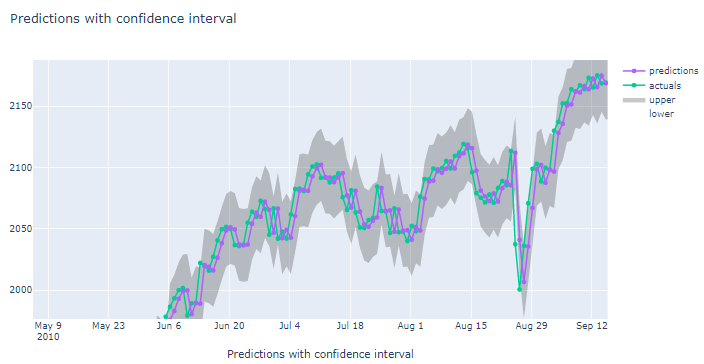 Predictions with confidence interval
predictions
actuals
upper
lower
2150
2100
2050
2000
May 9
2010
May 23
Jun 6
Jun 20
Jul 4
Jul 18
Aug 1
Aug 15
Aug 29
Sep 12
Predictions with confidence interval